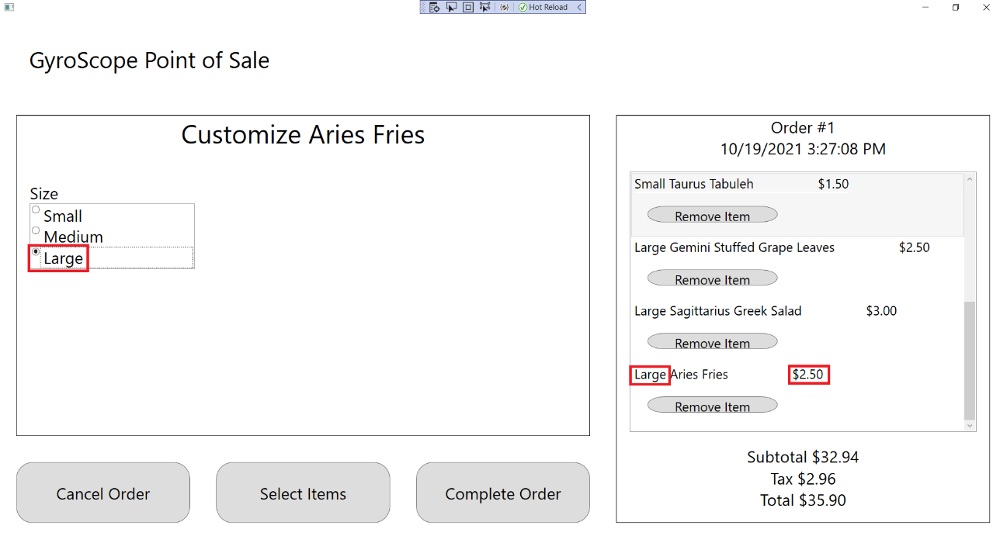 Hot Reload
GyroScope Point of Sale
Customize Aries Fries
Size
Small
Medium
Large
Cancel Order
Select Items
Complete Order
Order #1
10/19/2021 3:27:08 PM
Small Taurus Tabuleh $1.50
Remove Item
Large Gemini Stuffed Grape Leaves $2.50
Remove Item
Large Sagittarius Greek Salad $3.00
Remove Item
Large Aries Fries $2.50
Remove Item
Subtotal $32.94
Tax $2.96
Total $35.90